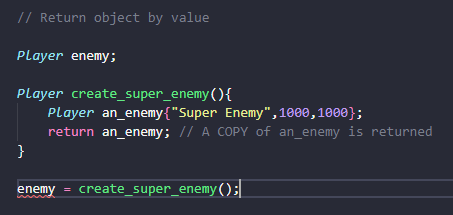 // Return object by value
Player enemy;
Player create_super_enemy(){
Player an_enemy{"Super Enemy",1000,1000};
return an_enemy; // A COPY of an_enemy is returned
}
enemy = create_super_enemy();